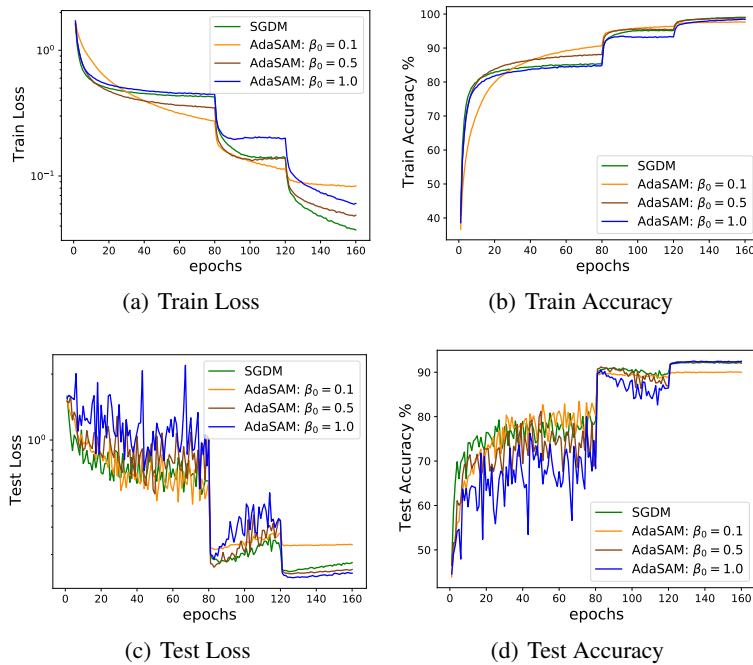 10⁰
10⁻¹
Train Loss
SGDM
AdaSAM: β₀ = 0.1
AdaSAM: β₀ = 0.5
AdaSAM: β₀ = 1.0
0 20 40 60 80 100 120 140 160
epochs
(a) Train Loss
100
90
80
70
60
50
40
Train Accuracy %
SGDM
AdaSAM: β₀ = 0.1
AdaSAM: β₀ = 0.5
AdaSAM: β₀ = 1.0
0 20 40 60 80 100 120 140 160
epochs
(b) Train Accuracy
10⁰
Test Loss
SGDM
AdaSAM: β₀ = 0.1
AdaSAM: β₀ = 0.5
AdaSAM: β₀ = 1.0
0 20 40 60 80 100 120 140 160
epochs
(c) Test Loss
90
80
70
60
50
Test Accuracy %
SGDM
AdaSAM: β₀ = 0.1
AdaSAM: β₀ = 0.5
AdaSAM: β₀ = 1.0
0 20 40 60 80 100 120 140 160
epochs
(d) Test Accuracy